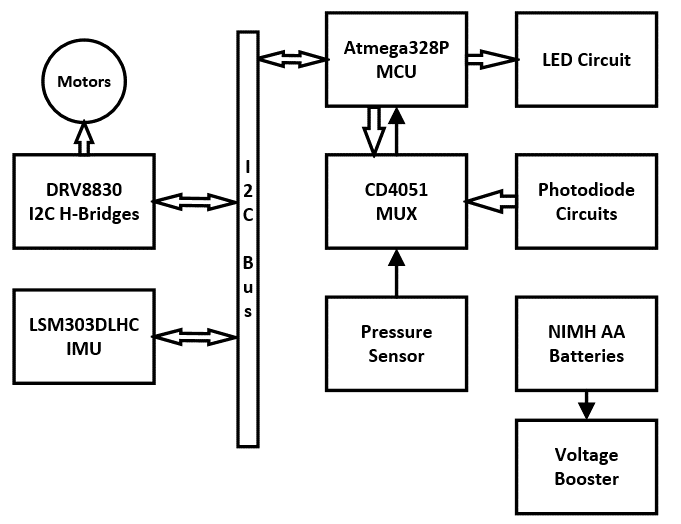 Motors
DRV8830
I2C H-Bridges
LSM303DLHC
IMU
I
2
C
B
u
s
Atmega328P
MCU
LED Circuit
CD4051
MUX
Photodiode
Circuits
Pressure
Sensor
NIMH AA
Batteries
Voltage
Booster